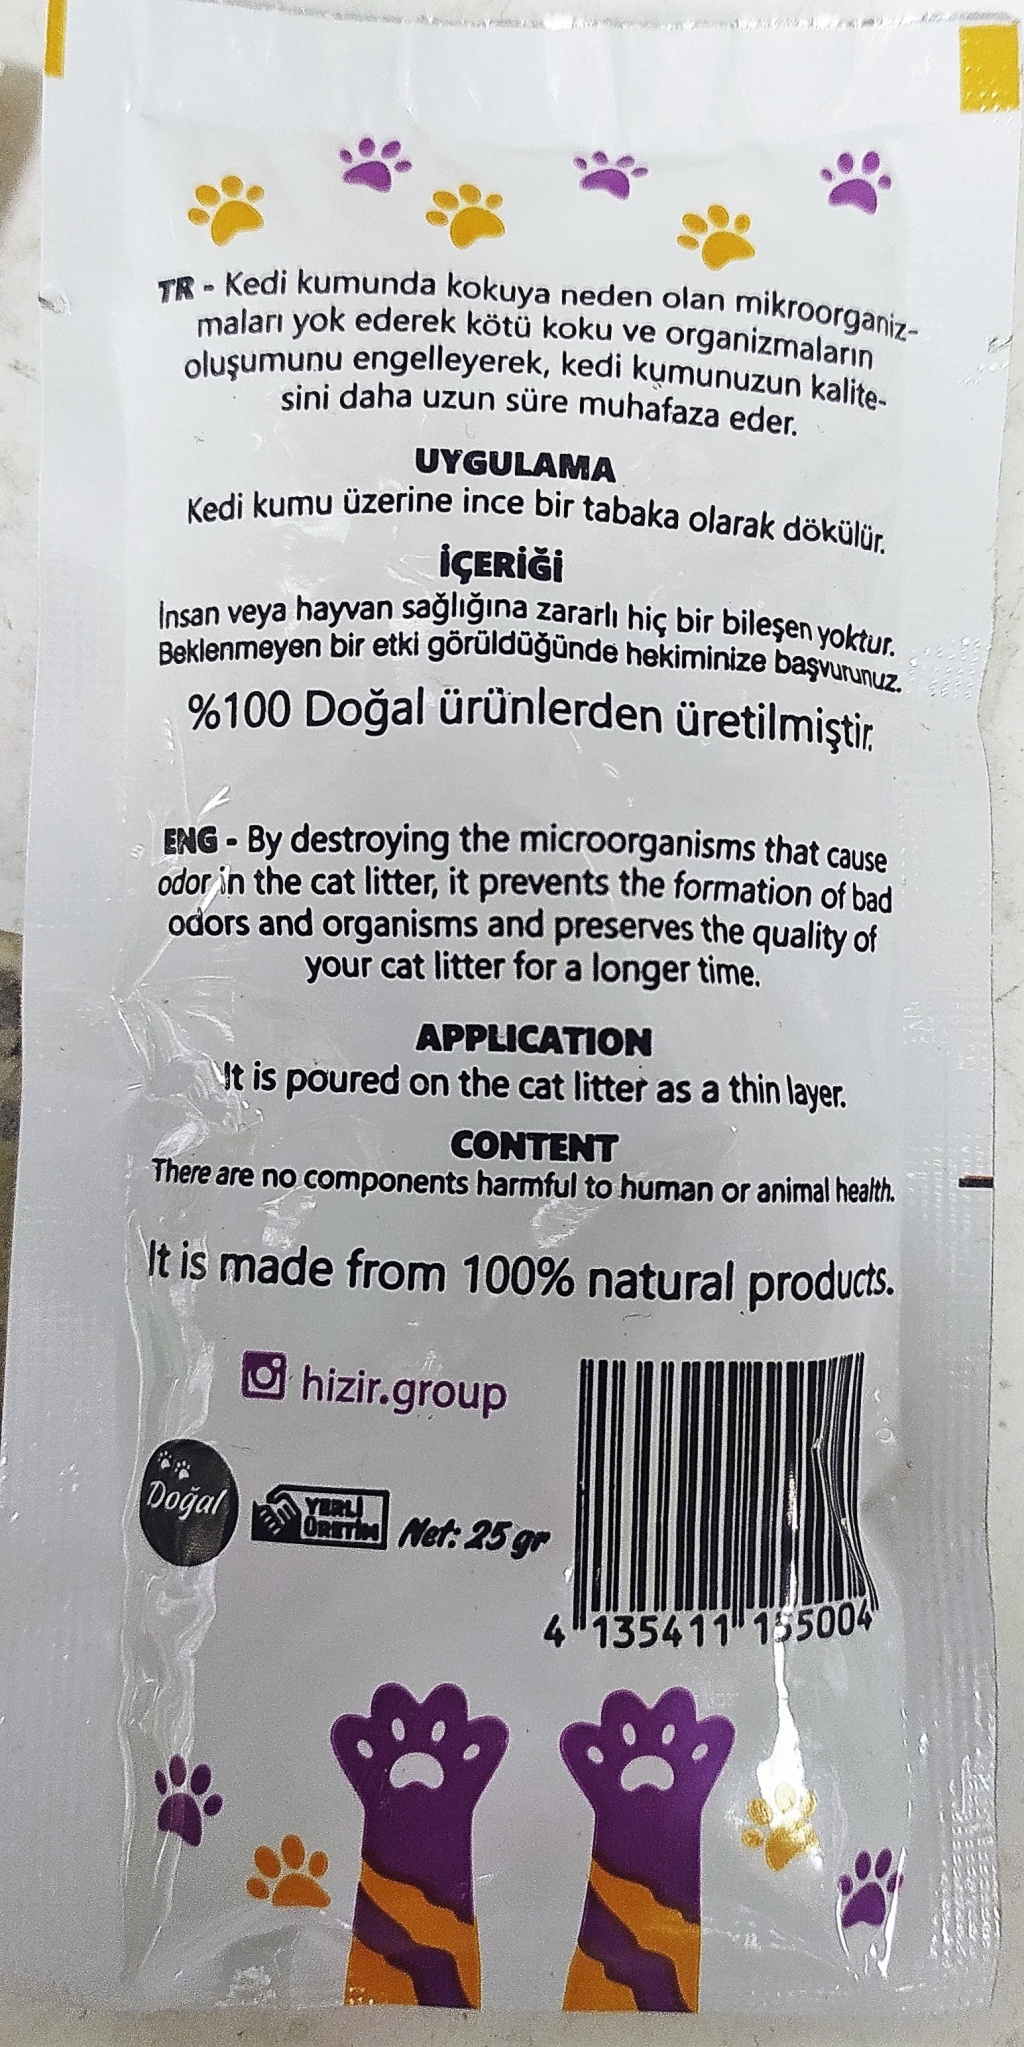 TR - Kedi kumunda kokuya neden olan mikroorganiz-
maları yok ederek kötü koku ve organizmaların
oluşumunu engelleyerek, kedi kumunuzun kalite-
sini daha uzun süre muhafaza eder.
UYGULAMA
Kedi kumu üzerine ince bir tabaka olarak dökülür.
İÇERİĞİ
İnsan veya hayvan sağlığına zararlı hiç bir bileşen yoktur.
Beklenmeyen bir etki görüldüğünde hekiminize başvurunuz.
%100 Doğal ürünlerden üretilmiştir.
ENG - By destroying the microorganisms that cause
odor in the cat litter, it prevents the formation of bad
odors and organisms and preserves the quality of
your cat litter for a longer time.
APPLICATION
It is poured on the cat litter as a thin layer.
CONTENT
There are no components harmful to human or animal health.
It is made from 100% natural products.
hizir.group
Doğal
YERLİ
ÜRETİM
Net: 25 gr
4 135411 155004